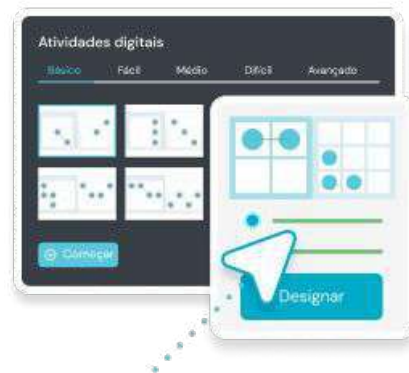 Atividades digitais
Básico Fácil Médio Difícil Avançado
Começar
Designar